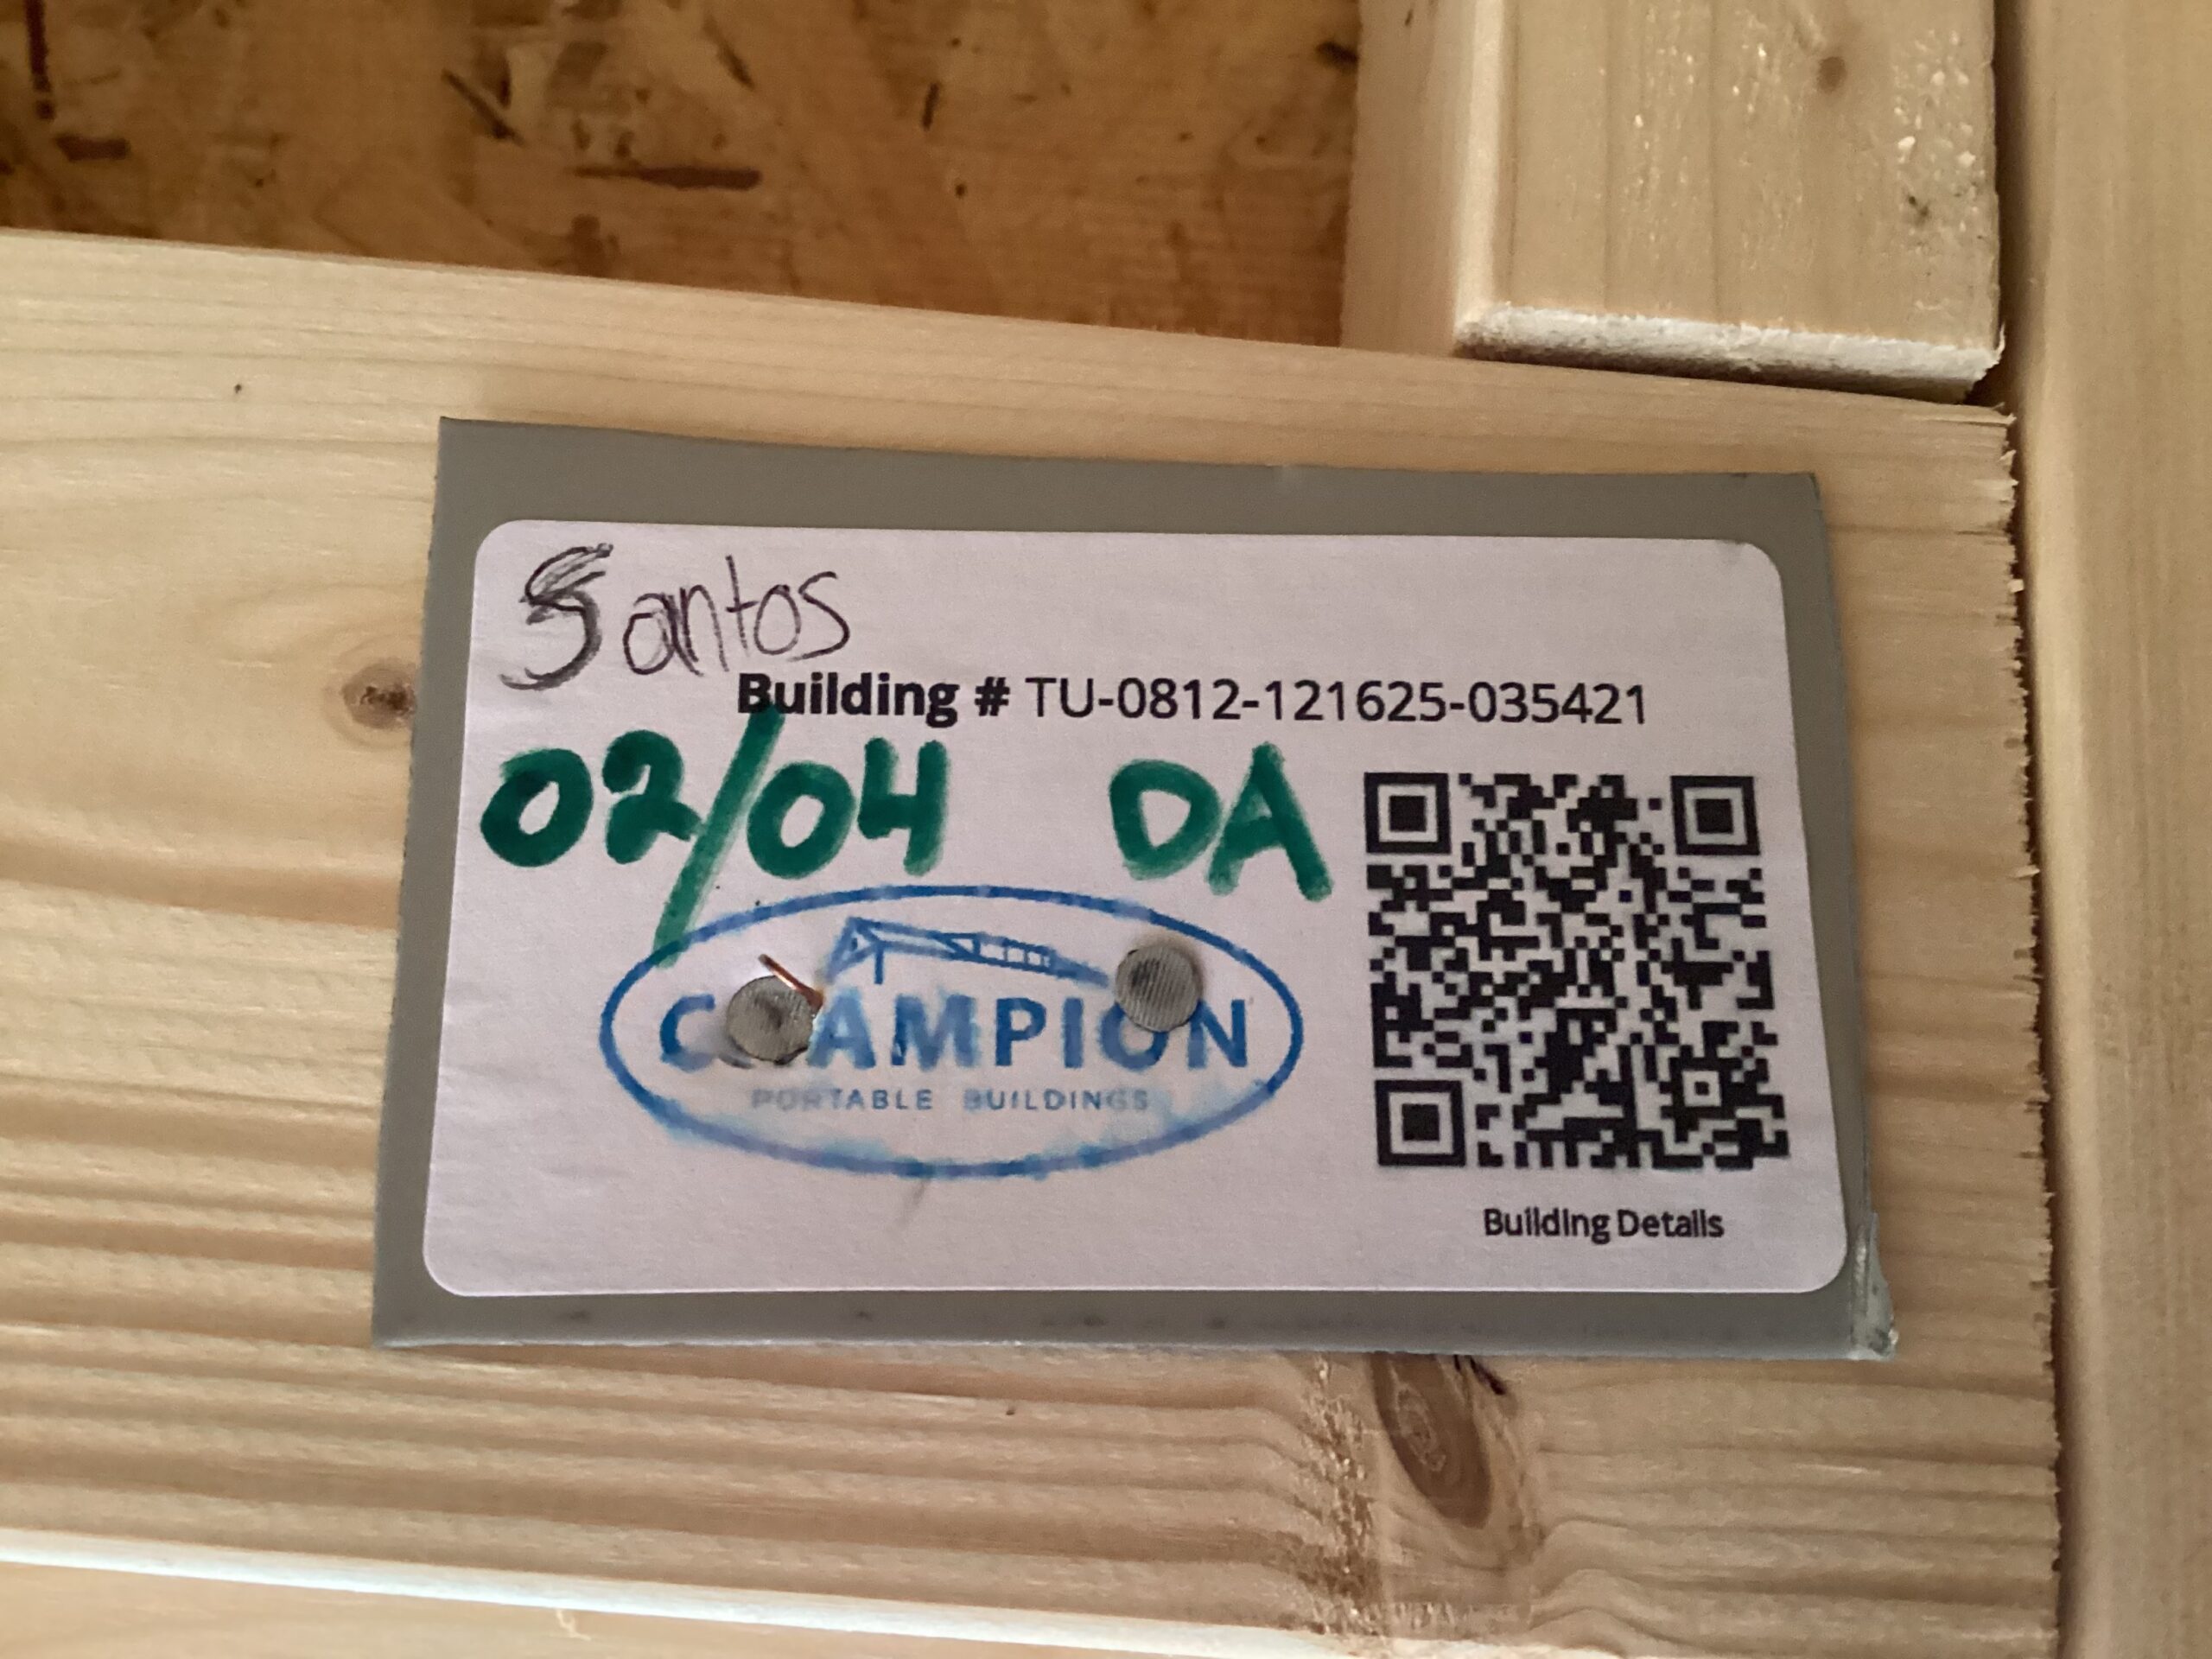 Santos
Building # TU-0812-121625-035421
02/04 DA
CHAMPION
PORTABLE BUILDINGS
Building Details